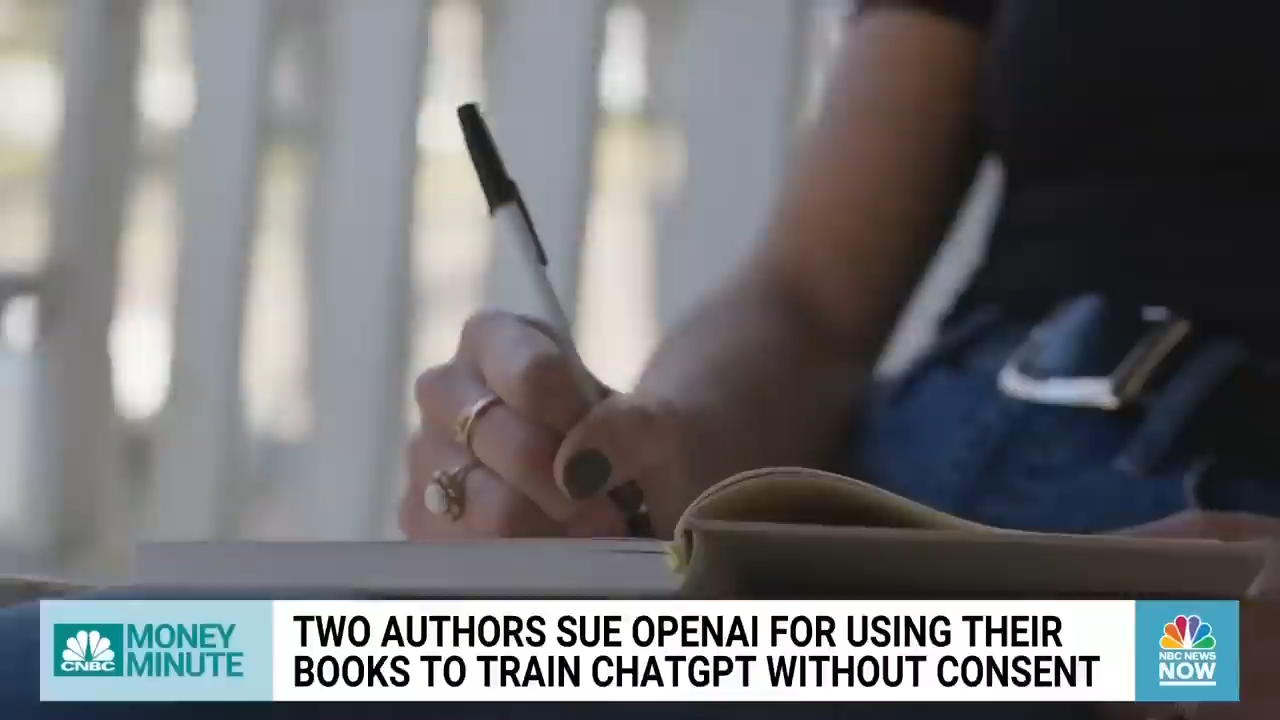 CNBC
MONEY
MINUTE
TWO AUTHORS SUE OPENAI FOR USING THEIR
BOOKS TO TRAIN CHATGPT WITHOUT CONSENT
NBC NEWS
NOW